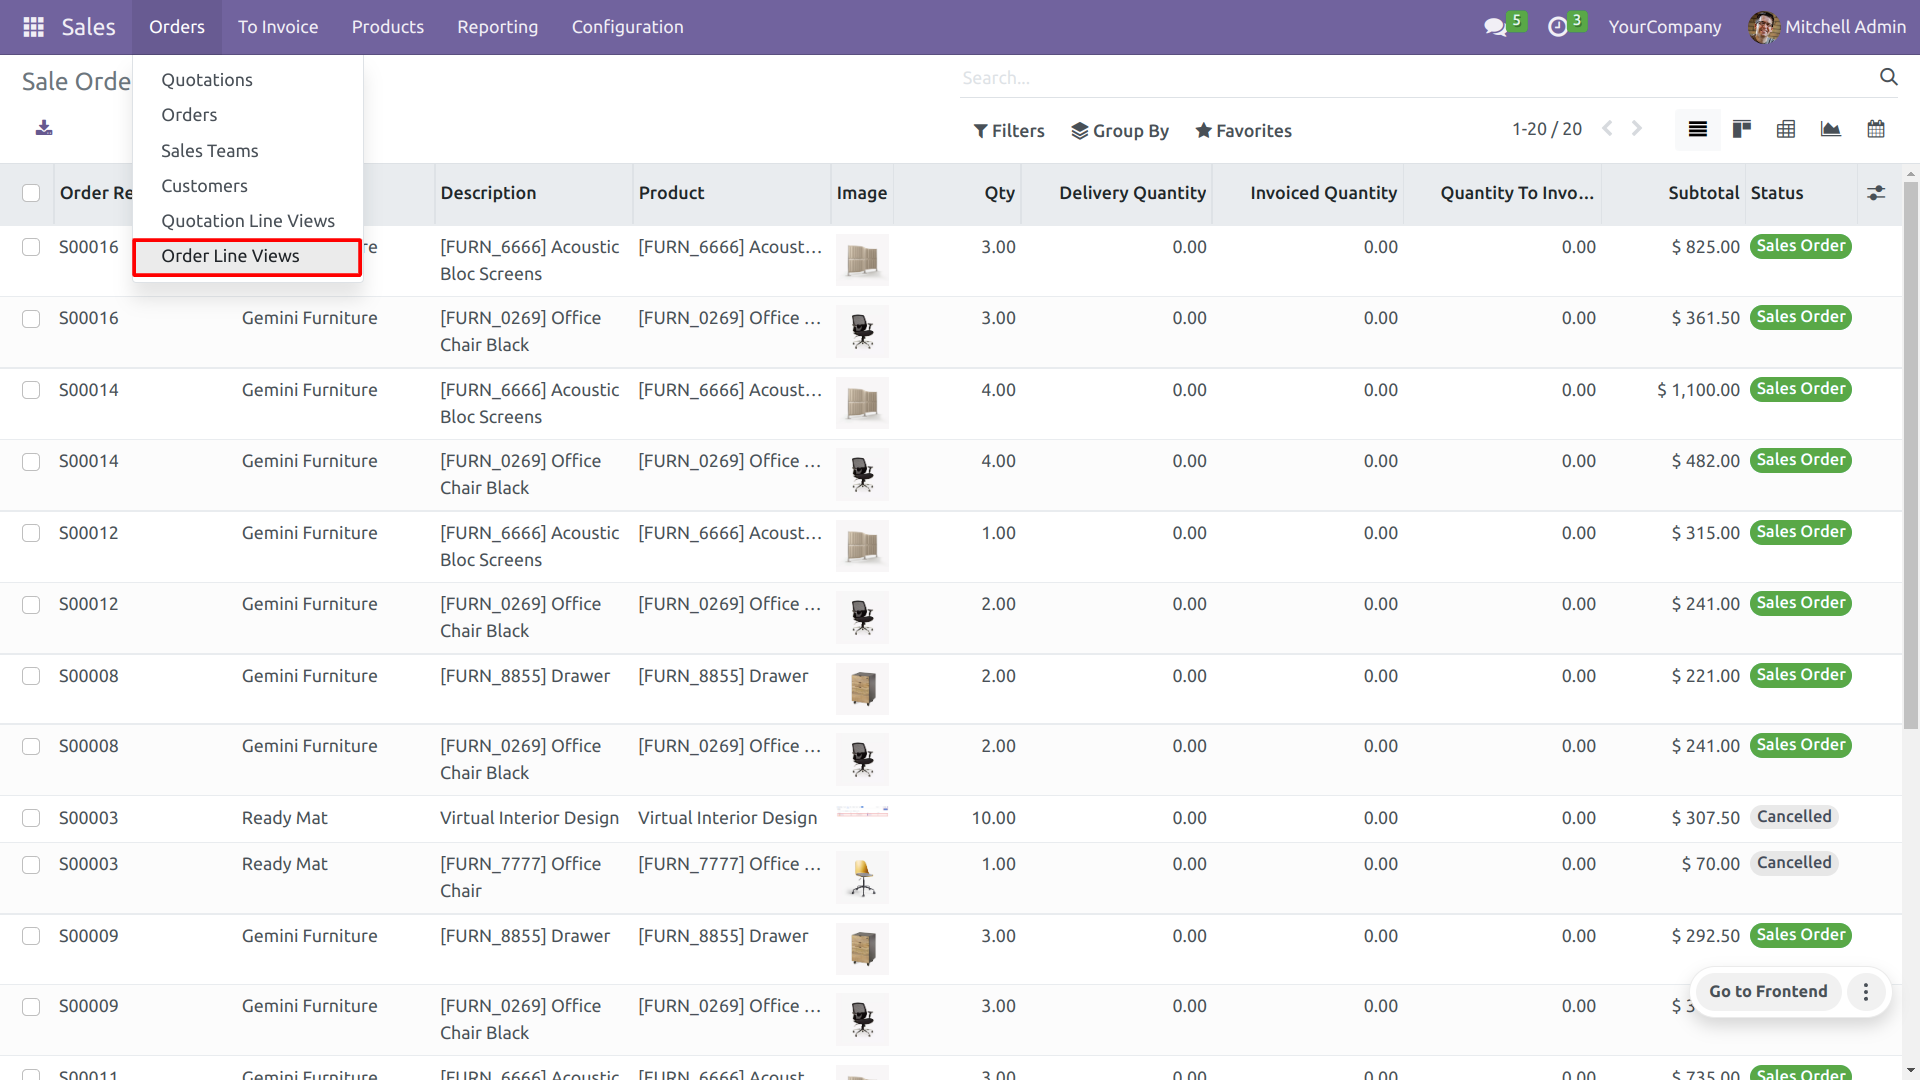 Sales Orders To Invoice Products Reporting Configuration 5 3 YourCompany Mitchell Admin
Sale Orde
Search...
Quotations
Orders
Sales Teams
Customers
Quotation Line Views
Order Line Views
Filters Group By Favorites 1-20 / 20
Order Re Description Product Image Qty Delivery Quantity Invoiced Quantity Quantity To Invo... Subtotal Status
S00016 re [FURN_6666] Acoustic Bloc Screens [FURN_6666] Acoust... 3.00 0.00 0.00 0.00 $ 825.00 Sales Order
S00016 Gemini Furniture [FURN_0269] Office Chair Black [FURN_0269] Office ... 3.00 0.00 0.00 0.00 $ 361.50 Sales Order
S00014 Gemini Furniture [FURN_6666] Acoustic Bloc Screens [FURN_6666] Acoust... 4.00 0.00 0.00 0.00 $ 1,100.00 Sales Order
S00014 Gemini Furniture [FURN_0269] Office Chair Black [FURN_0269] Office ... 4.00 0.00 0.00 0.00 $ 482.00 Sales Order
S00012 Gemini Furniture [FURN_6666] Acoustic Bloc Screens [FURN_6666] Acoust... 1.00 0.00 0.00 0.00 $ 315.00 Sales Order
S00012 Gemini Furniture [FURN_0269] Office Chair Black [FURN_0269] Office ... 2.00 0.00 0.00 0.00 $ 241.00 Sales Order
S00008 Gemini Furniture [FURN_8855] Drawer [FURN_8855] Drawer 2.00 0.00 0.00 0.00 $ 221.00 Sales Order
S00008 Gemini Furniture [FURN_0269] Office Chair Black [FURN_0269] Office ... 2.00 0.00 0.00 0.00 $ 241.00 Sales Order
S00003 Ready Mat Virtual Interior Design Virtual Interior Design 10.00 0.00 0.00 0.00 $ 307.50 Cancelled
S00003 Ready Mat [FURN_7777] Office Chair [FURN_7777] Office ... 1.00 0.00 0.00 0.00 $ 70.00 Cancelled
S00009 Gemini Furniture [FURN_8855] Drawer [FURN_8855] Drawer 3.00 0.00 0.00 0.00 $ 292.50 Sales Order
S00009 Gemini Furniture [FURN_0269] Office Chair Black [FURN_0269] Office ... 3.00 0.00 0.00 0.00 $ 3
Go to Frontend
S00011 Gemini Furniture [FURN_6666] Acoustic [FURN_6666] Acoust... 3.00 0.00 0.00 0.00 $ 735.00 Sales Order